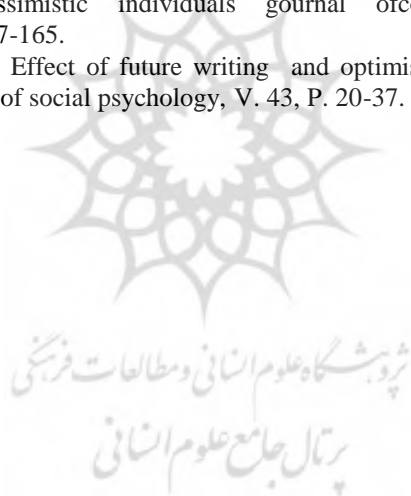 ssimistic individuals gournal ofco
7-165.
Effect of future writing and optimis
of social psychology, V. 43, P. 20-37.
پژوهشگاه علوم انسانی و مطالعات فرهنگی
پرتال جامع علوم انسانی